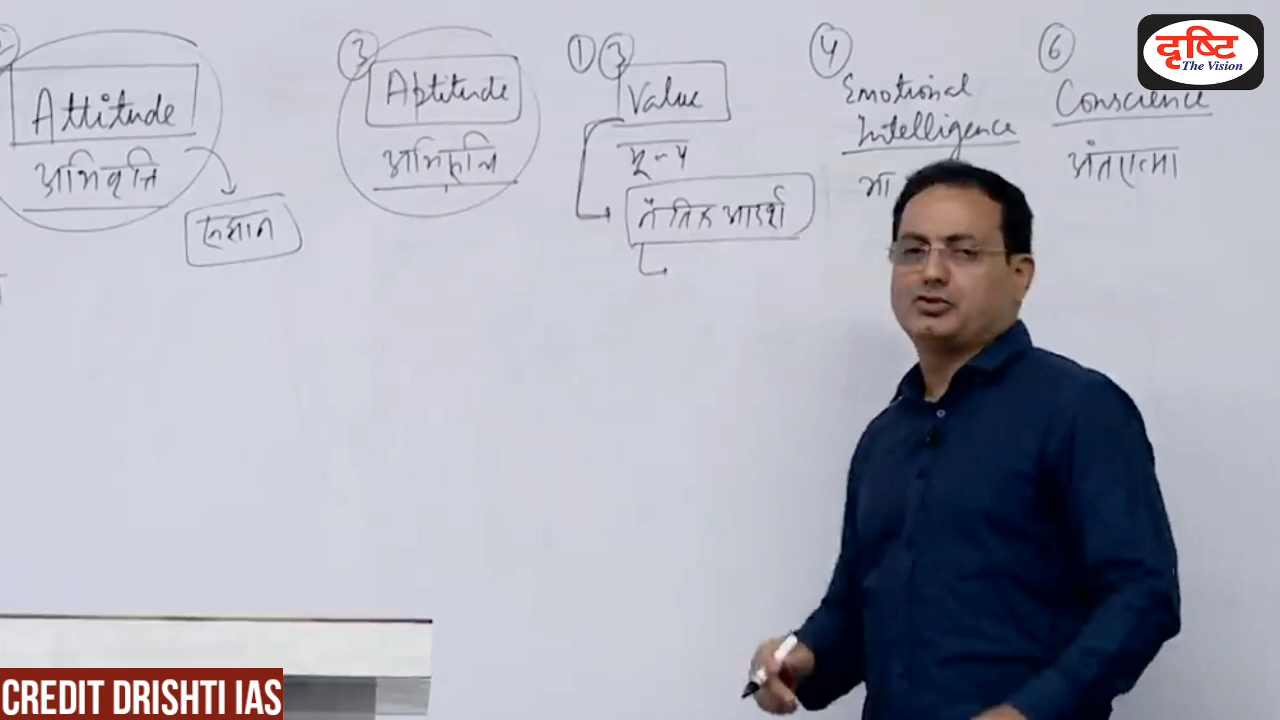 Attitude
अभिवृत्ति
रुझान
3
Aptitude
अभिरुचि
1 3
Value
मूल्य
नैतिक आदर्श
4
Emotional
Intelligence
भा
6
Conscience
अंतरात्मा
दृष्टि
The Vision
CREDIT DRISHTI IAS